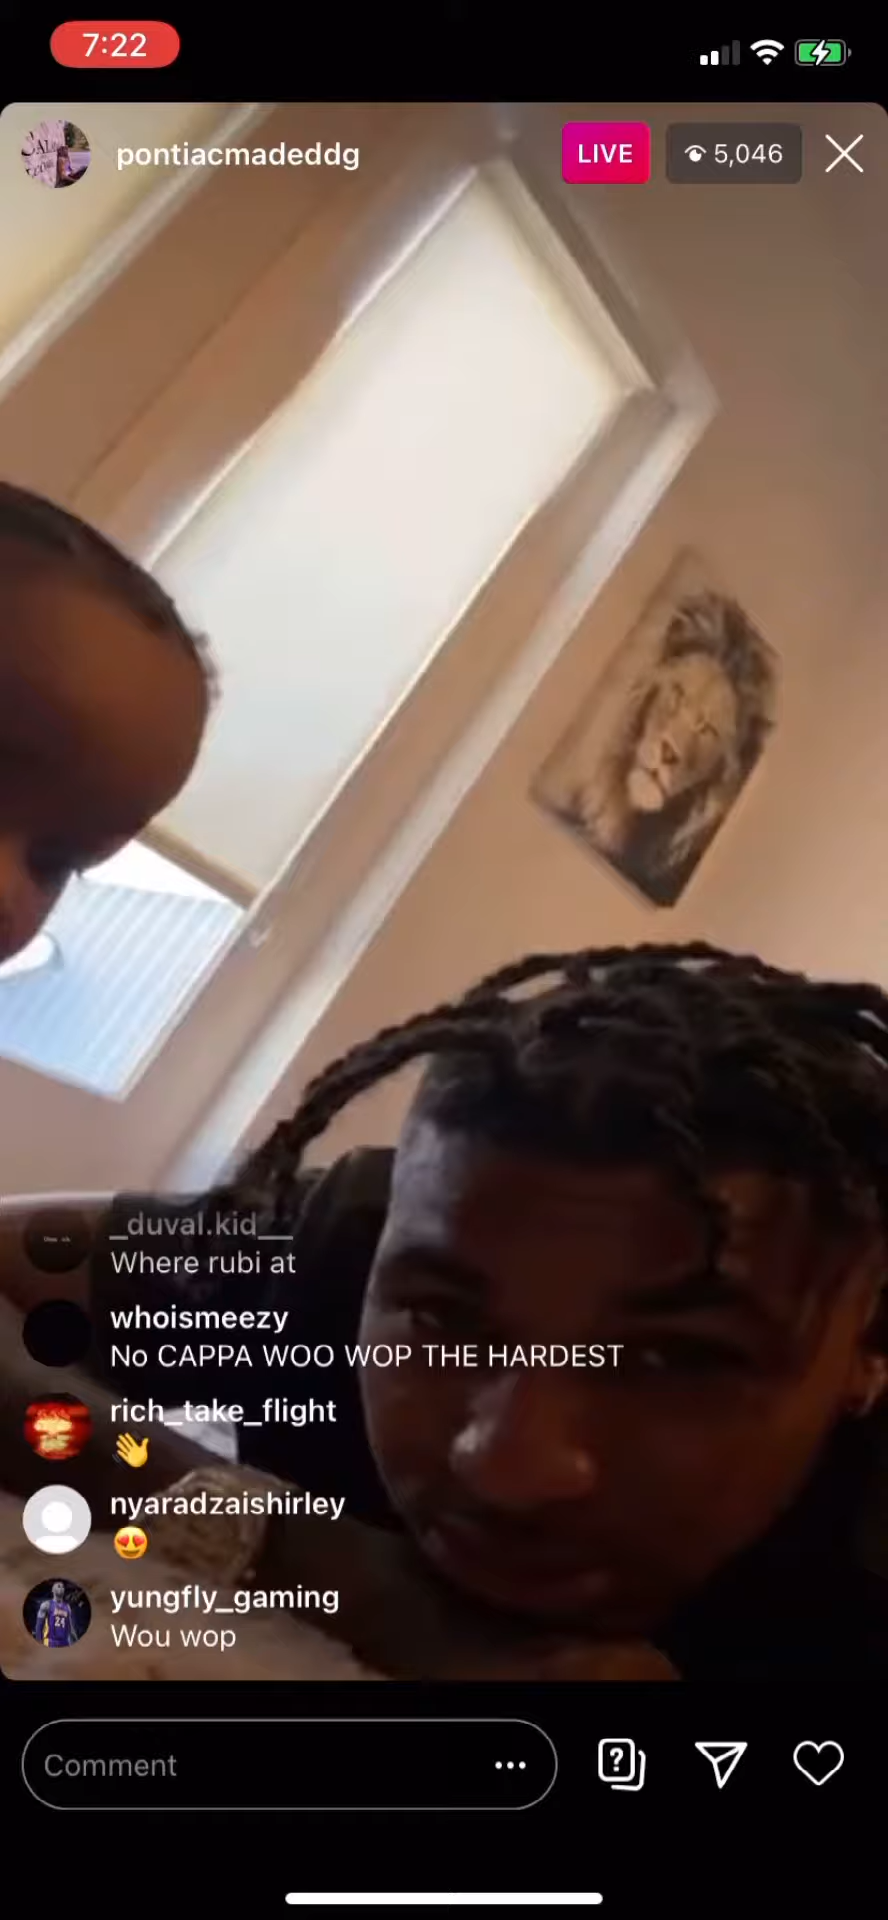 7:22
pontiacmadeddg
LIVE
5,046
_duval.kid__
Where rubi at
whoismeezy
No CAPPA WOO WOP THE HARDEST
rich_take_flight
👋
nyaradzaishirley
😍
yungfly_gaming
Wou wop
Comment